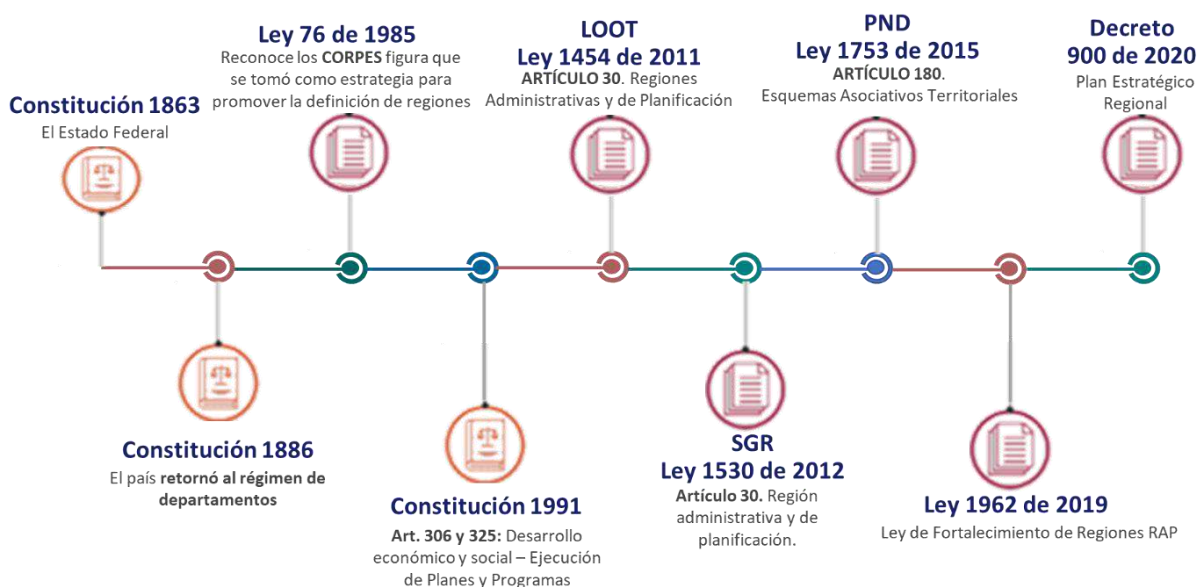 Constitución 1863
El Estado Federal
Ley 76 de 1985
Reconoce los CORPES figura que
se tomó como estrategia para
promover la definición de regiones
LOOT
Ley 1454 de 2011
ARTÍCULO 30. Regiones
Administrativas y de Planificación
PND
Ley 1753 de 2015
ARTÍCULO 180.
Esquemas Asociativos Territoriales
Decreto
900 de 2020
Plan Estratégico
Regional
Constitución 1886
El país retornó al régimen de
departamentos
Constitución 1991
Art. 306 y 325: Desarrollo
económico y social – Ejecución
de Planes y Programas
SGR
Ley 1530 de 2012
Artículo 30. Región
administrativa y de
planificación.
Ley 1962 de 2019
Ley de Fortalecimiento de Regiones RAP